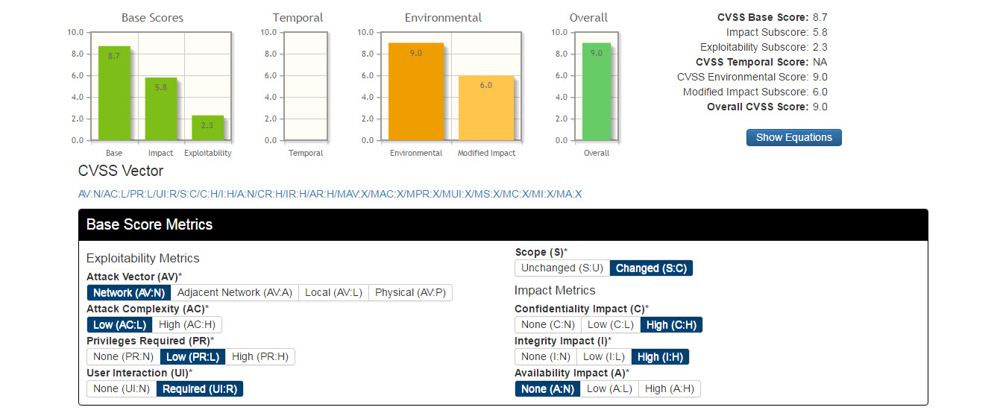 Base Scores
10.0
8.0
6.0
4.0
2.0
0.0
8.7
5.8
2.3
Base Impact Exploitability
Temporal
10.0
8.0
6.0
4.0
2.0
0.0
Temporal
Environmental
10.0
8.0
6.0
4.0
2.0
0.0
9.0
6.0
Environmental Modified Impact
Overall
10.0
8.0
6.0
4.0
2.0
0.0
9.0
Overall
CVSS Base Score: 8.7
Impact Subscore: 5.8
Exploitability Subscore: 2.3
CVSS Temporal Score: NA
CVSS Environmental Score: 9.0
Modified Impact Subscore: 6.0
Overall CVSS Score: 9.0
Show Equations
CVSS Vector
AV:N/AC:L/PR:L/UI:R/S:C/C:H/I:H/A:N/CR:H/IR:H/AR:H/MAV:X/MAC:X/MPR:X/MUI:X/MS:X/MC:X/MI:X/MA:X
Base Score Metrics
Exploitability Metrics
Attack Vector (AV)*
Network (AV:N) Adjacent Network (AV:A) Local (AV:L) Physical (AV:P)
Attack Complexity (AC)*
Low (AC:L) High (AC:H)
Privileges Required (PR)*
None (PR:N) Low (PR:L) High (PR:H)
User Interaction (UI)*
None (UI:N) Required (UI:R)
Scope (S)*
Unchanged (S:U) Changed (S:C)
Impact Metrics
Confidentiality Impact (C)*
None (C:N) Low (C:L) High (C:H)
Integrity Impact (I)*
None (I:N) Low (I:L) High (I:H)
Availability Impact (A)*
None (A:N) Low (A:L) High (A:H)